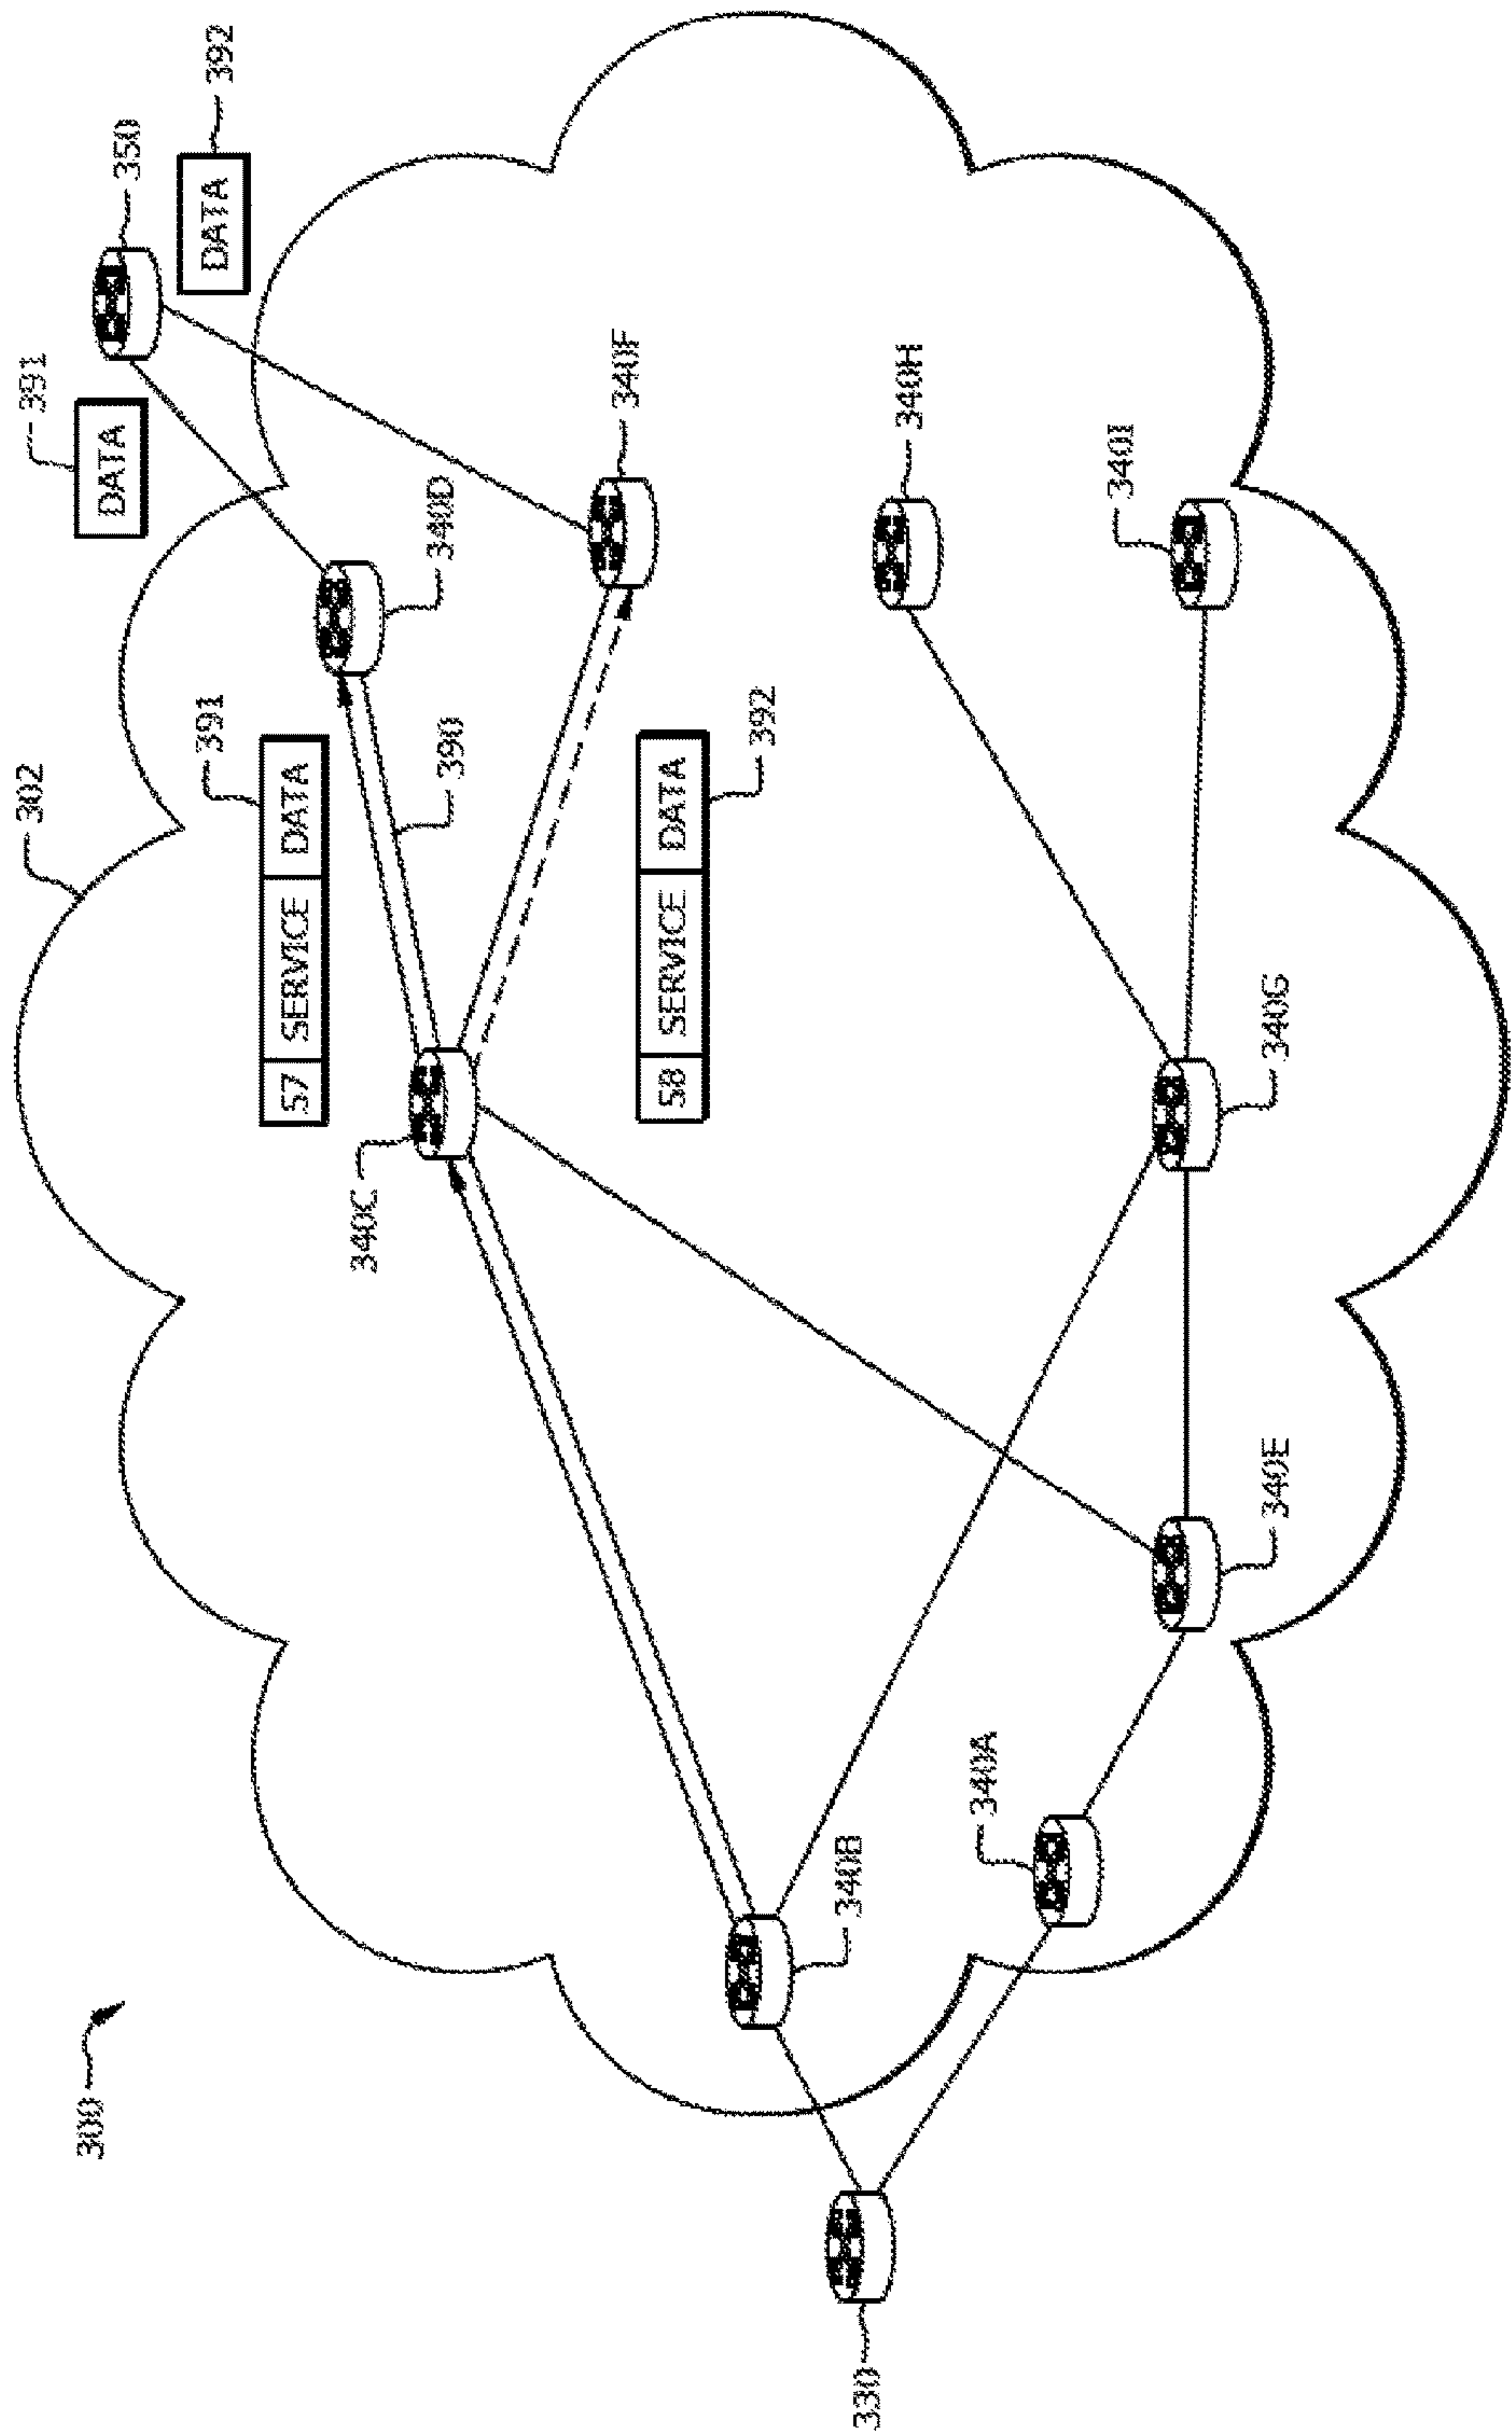 302
391
300
DATA
350
391
DATA
392
57 SERVICE DATA
340C
340D
390
340F
58 SERVICE DATA
392
340B
330
340H
340A
340I
340E
340G